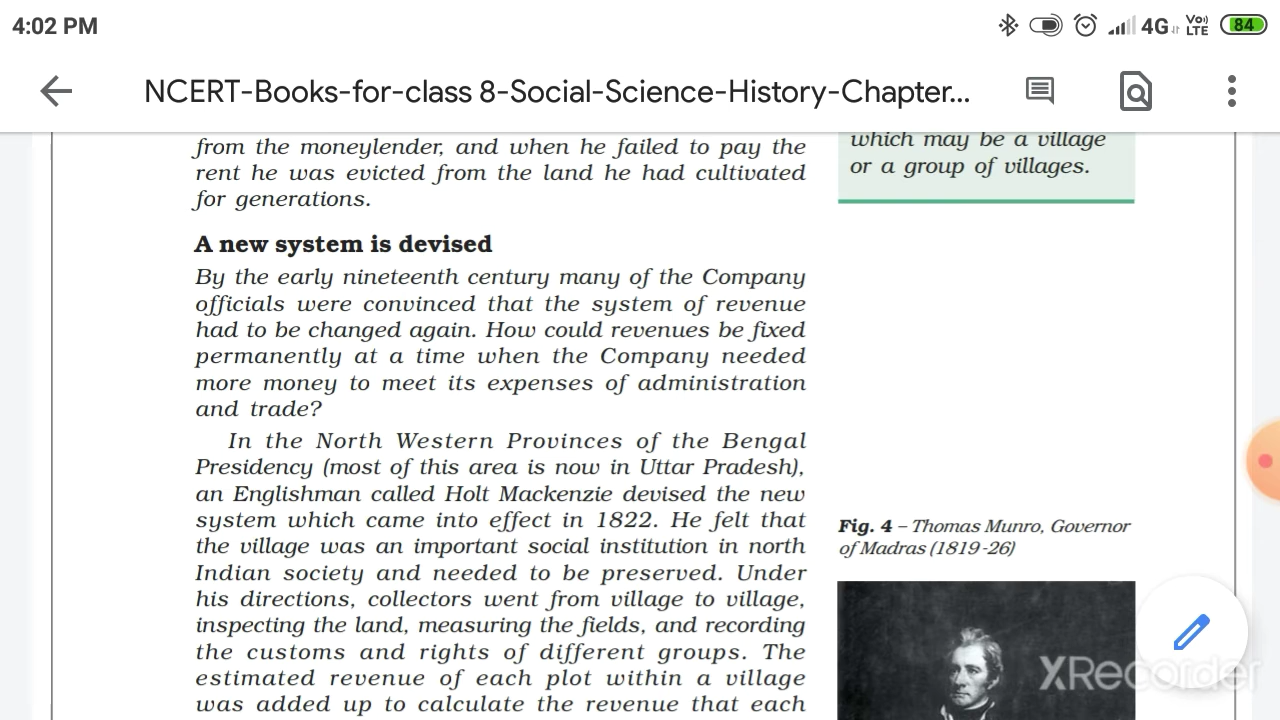 4:02 PM
4G Vo) LTE 84
NCERT-Books-for-class 8-Social-Science-History-Chapter...
from the moneylender, and when he failed to pay the
rent he was evicted from the land he had cultivated
for generations.
A new system is devised
By the early nineteenth century many of the Company
officials were convinced that the system of revenue
had to be changed again. How could revenues be fixed
permanently at a time when the Company needed
more money to meet its expenses of administration
and trade?
In the North Western Provinces of the Bengal
Presidency (most of this area is now in Uttar Pradesh),
an Englishman called Holt Mackenzie devised the new
system which came into effect in 1822. He felt that
the village was an important social institution in north
Indian society and needed to be preserved. Under
his directions, collectors went from village to village,
inspecting the land, measuring the fields, and recording
the customs and rights of different groups. The
estimated revenue of each plot within a village
was added up to calculate the revenue that each
which may be a village
or a group of villages.
Fig. 4 – Thomas Munro, Governor
of Madras (1819-26)
XRecorder